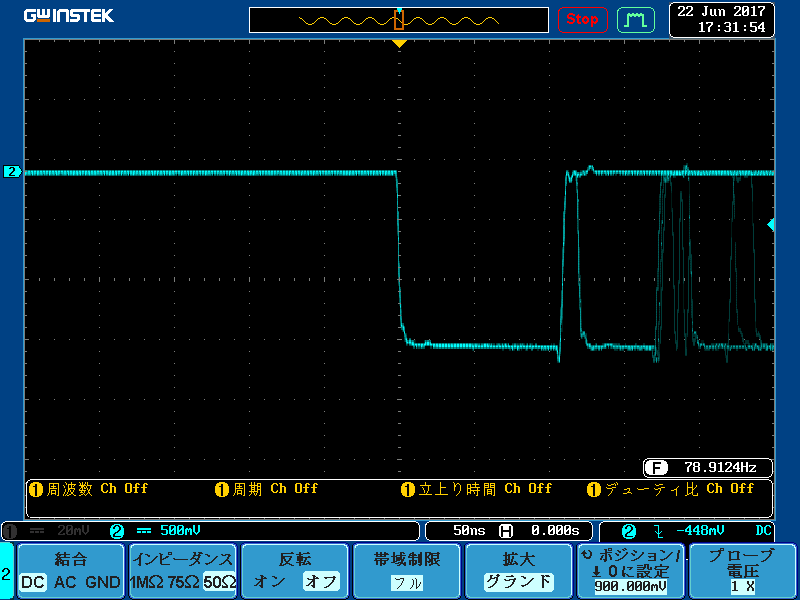 GWINSTEK
Stop
22 Jun 2017
17:31:54
2
F 78.9124Hz
1周波数 Ch Off 1周期 Ch Off 1立上り時間 Ch Off 1デューティ比 Ch Off
1 20mV 2 500mV 50ns H 0.000s 2 -448mV DC
2
結合
DC AC GND
インピーダンス
1MΩ 75Ω 50Ω
反転
オン オフ
帯域制限
フル
拡大
グランド
ポジション/
0に設定
900.000mV
プローブ
電圧
1 X